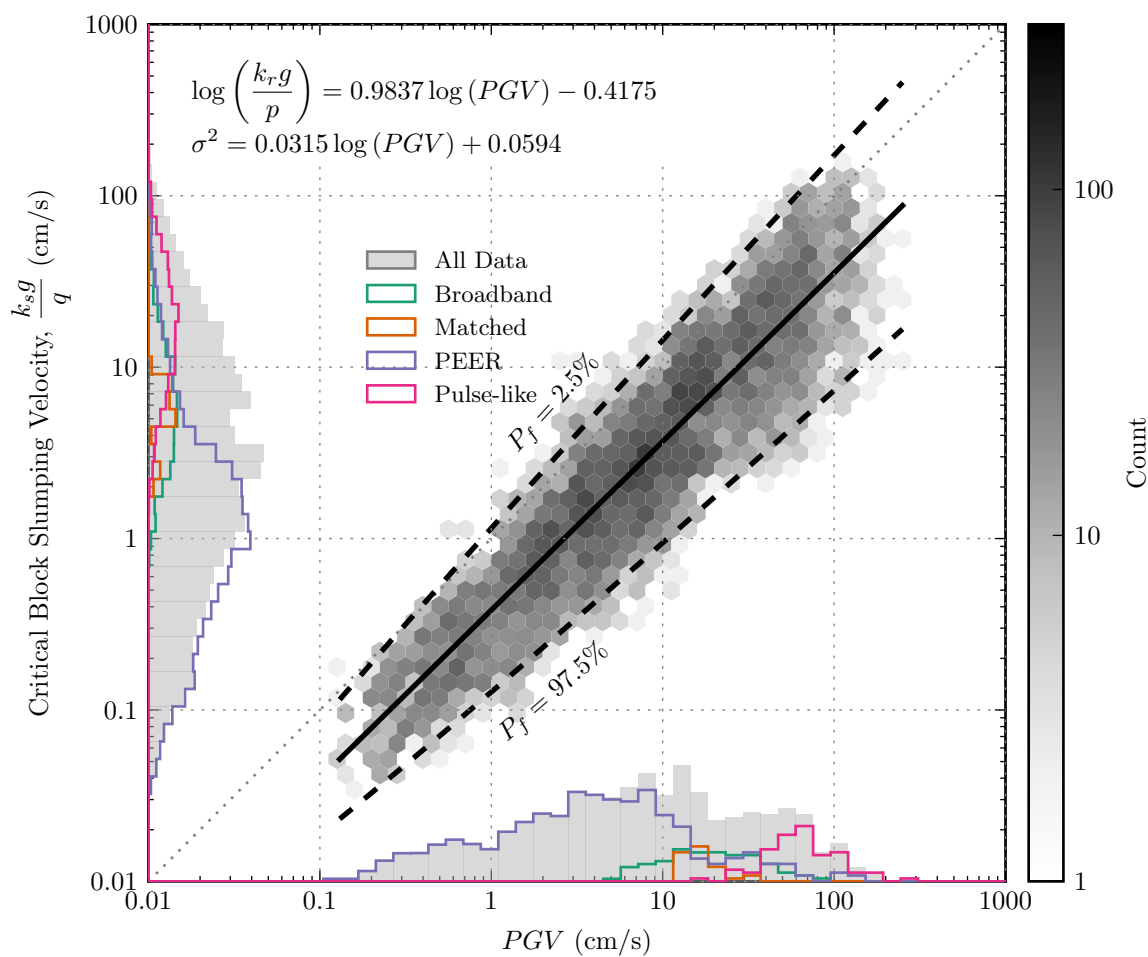 log (k_r g / p) = 0.9837 log (PGV) − 0.4175
σ² = 0.0315 log (PGV) + 0.0594
All Data
Broadband
Matched
PEER
Pulse-like
P_f = 2.5%
P_f = 97.5%
Critical Block Slumping Velocity, k_s g / q (cm/s)
1000
100
10
1
0.1
0.01
0.01
0.1
1
10
100
1000
PGV (cm/s)
100
10
1
Count